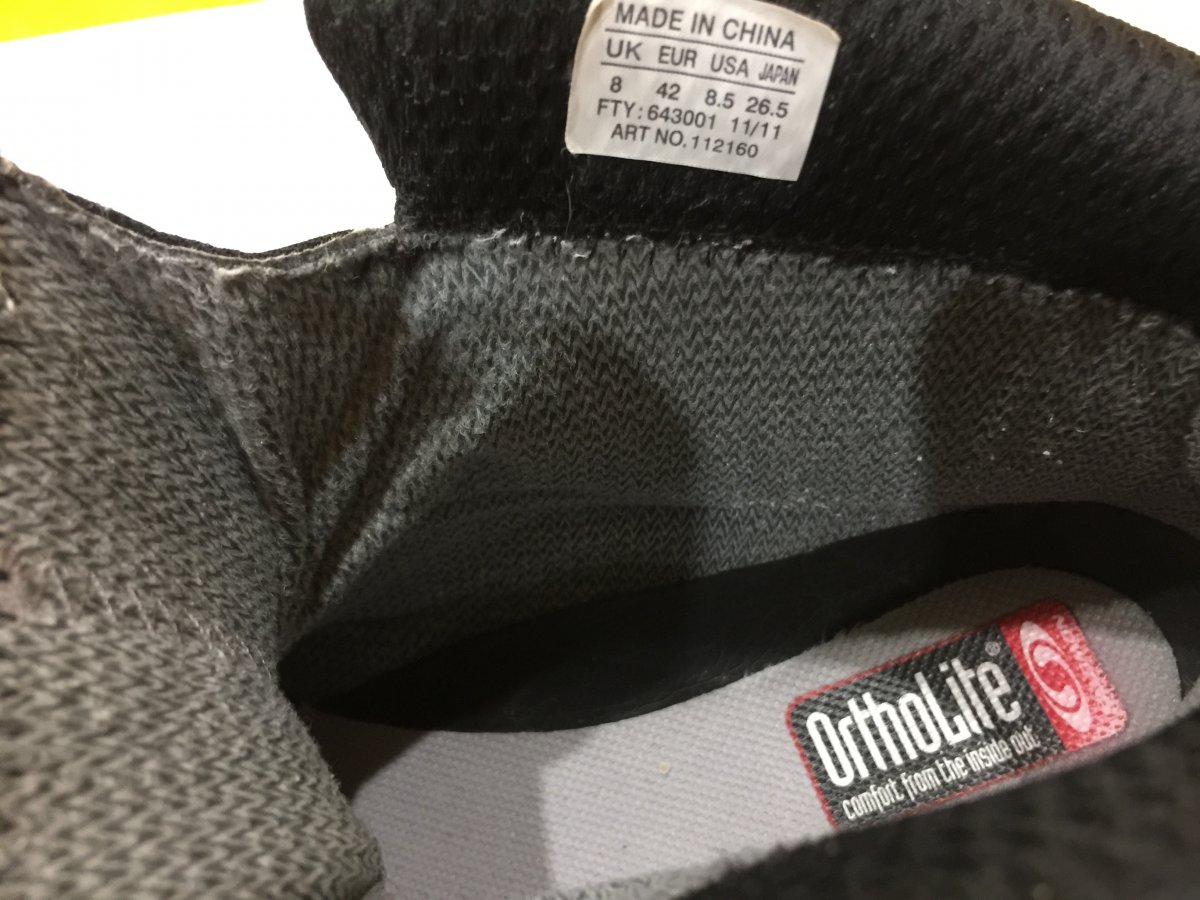 MADE IN CHINA
UK EUR USA JAPAN
8 42 8.5 26.5
FTY: 643001 11/11
ART NO. 112160
OrthoLite®
comfort from the inside out
SALOMON